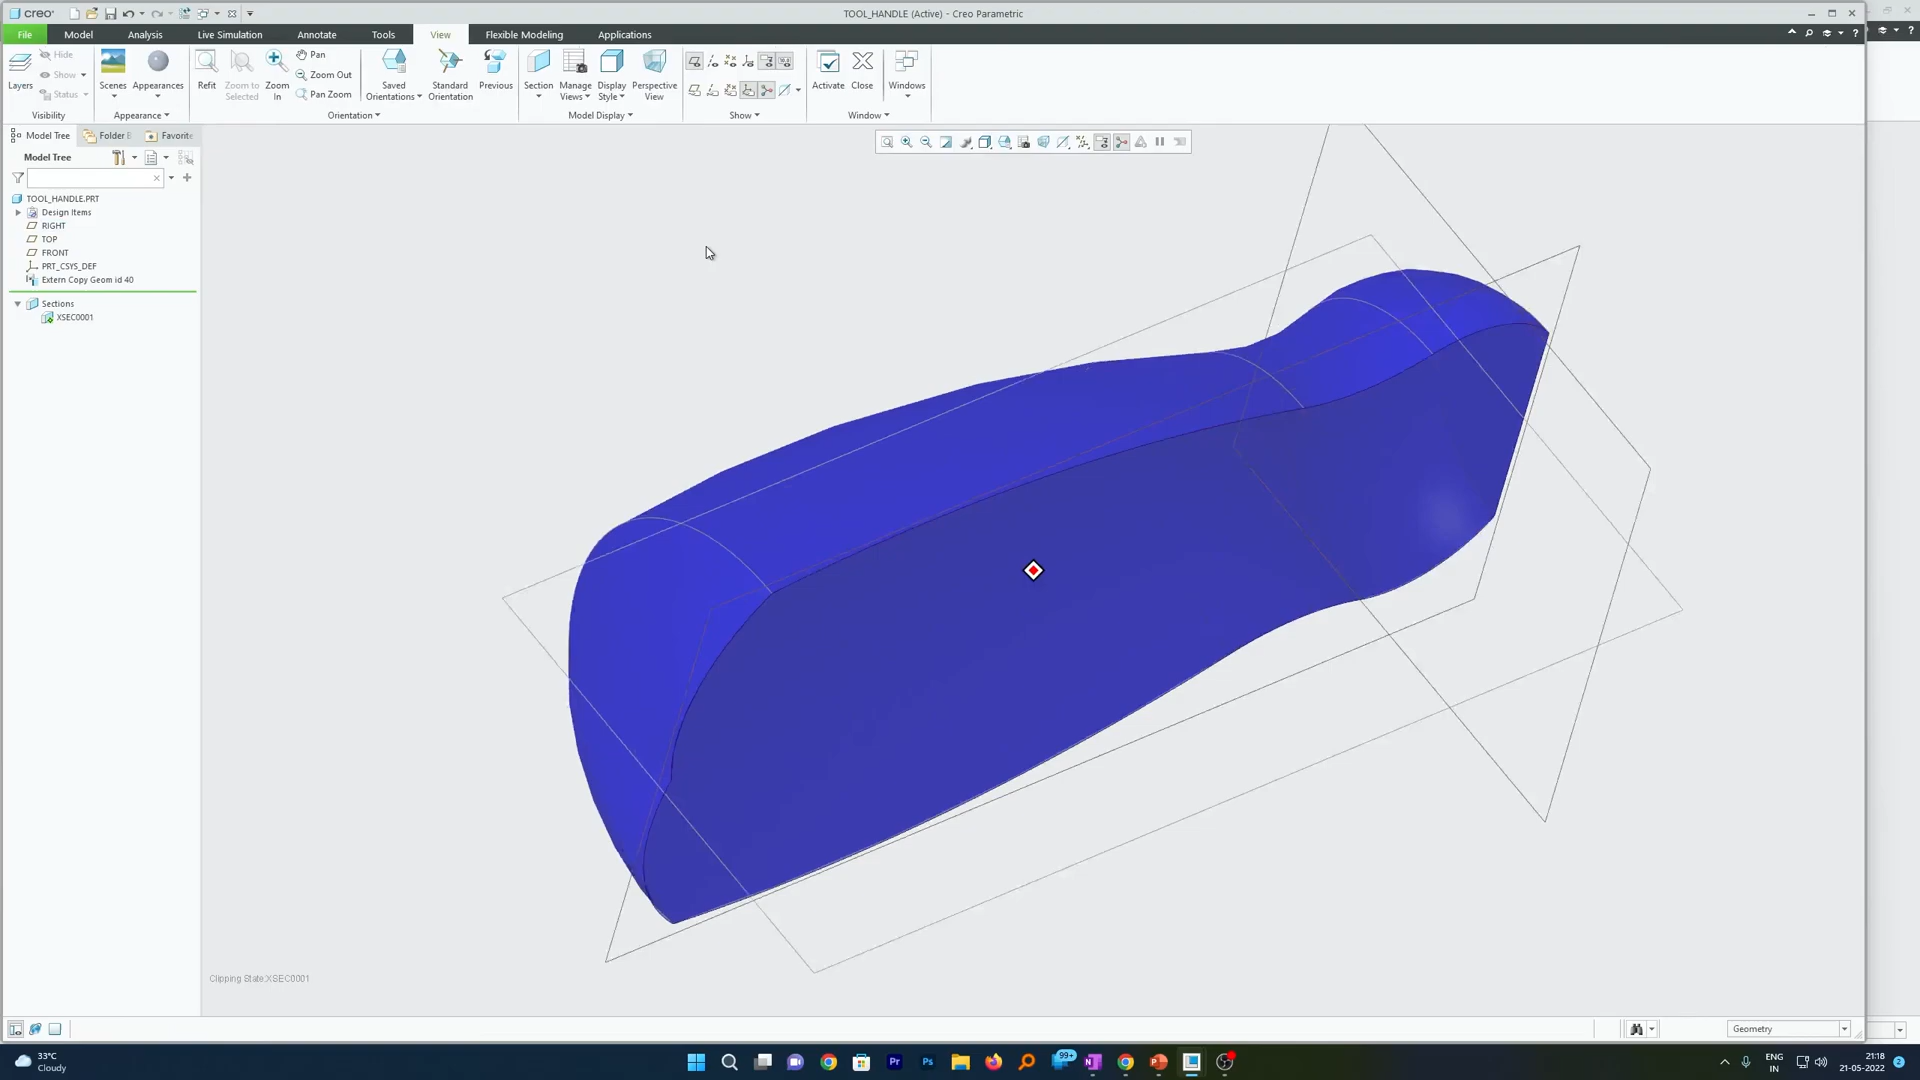 creo
TOOL_HANDLE (Active) - Creo Parametric
File Model Analysis Live Simulation Annotate Tools View Flexible Modeling Applications
Layers
Hide
Show
Status
Visibility
Scenes
Appearances
Appearance
Refit
Zoom to Selected
Zoom In
Pan
Zoom Out
Pan Zoom
Saved Orientations
Standard Orientation
Previous
Orientation
Section
Manage Views
Display Style
Perspective View
Model Display
Show
Activate
Close
Windows
Window
Model Tree Folder B Favorite
Model Tree
TOOL_HANDLE.PRT
Design Items
RIGHT
TOP
FRONT
PRT_CSYS_DEF
Extern Copy Geom id 40
Sections
XSEC0001
Clipping State:XSEC0001
Geometry
33°C
Cloudy
Pr
Ps
99+
ENG
IN
21:18
21-05-2022
2